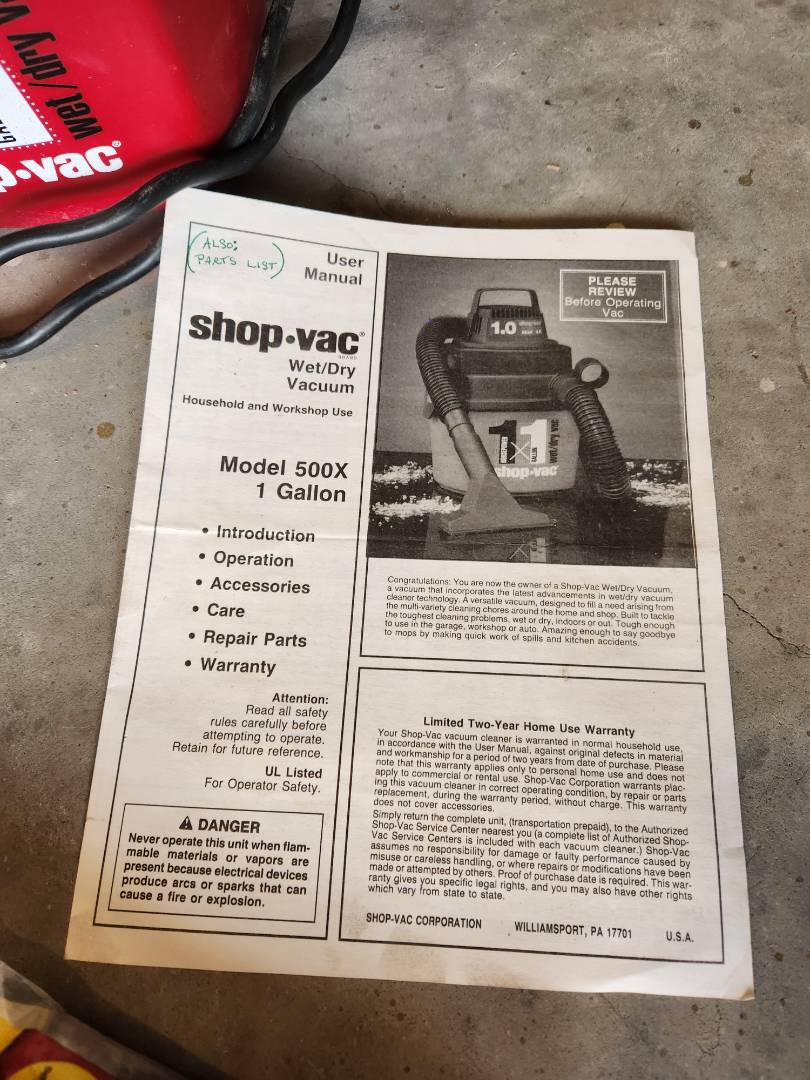 wet/dry va
p•vac®
(ALSO:
PARTS LIST)
User
Manual
shop•vac®
BRAND
Wet/Dry
Vacuum
Household and Workshop Use
Model 500X
1 Gallon
• Introduction
• Operation
• Accessories
• Care
• Repair Parts
• Warranty
Attention:
Read all safety
rules carefully before
attempting to operate.
Retain for future reference.
UL Listed
For Operator Safety.
DANGER
Never operate this unit when flam-
mable materials or vapors are
present because electrical devices
produce arcs or sparks that can
cause a fire or explosion.
PLEASE
REVIEW
Before Operating
Vac
1.0
1x1
HORSEPOWER
GALLON
wet/dry vac
shop•vac®
Congratulations: You are now the owner of a Shop-Vac Wet/Dry Vacuum,
a vacuum that incorporates the latest advancements in wet/dry vacuum
cleaner technology. A versatile vacuum, designed to fill a need arising from
the multi-variety cleaning chores around the home and shop. Built to tackle
the toughest cleaning problems, wet or dry, indoors or out. Tough enough
to use in the garage, workshop or auto. Amazing enough to say goodbye
to mops by making quick work of spills and kitchen accidents.
Limited Two-Year Home Use Warranty
Your Shop-Vac vacuum cleaner is warranted in normal household use,
in accordance with the User Manual, against original defects in material
and workmanship for a period of two years from date of purchase. Please
note that this warranty applies only to personal home use and does not
apply to commercial or rental use. Shop-Vac Corporation warrants plac-
ing this vacuum cleaner in correct operating condition, by repair or parts
replacement, during the warranty period, without charge. This warranty
does not cover accessories.
Simply return the complete unit, (transportation prepaid), to the Authorized
Shop-Vac Service Center nearest you (a complete list of Authorized Shop-
Vac Service Centers is included with each vacuum cleaner.) Shop-Vac
assumes no responsibility for damage or faulty performance caused by
misuse or careless handling, or where repairs or modifications have been
made or attempted by others. Proof of purchase date is required. This war-
ranty gives you specific legal rights, and you may also have other rights
which vary from state to state.
SHOP-VAC CORPORATION WILLIAMSPORT, PA 17701 U.S.A.